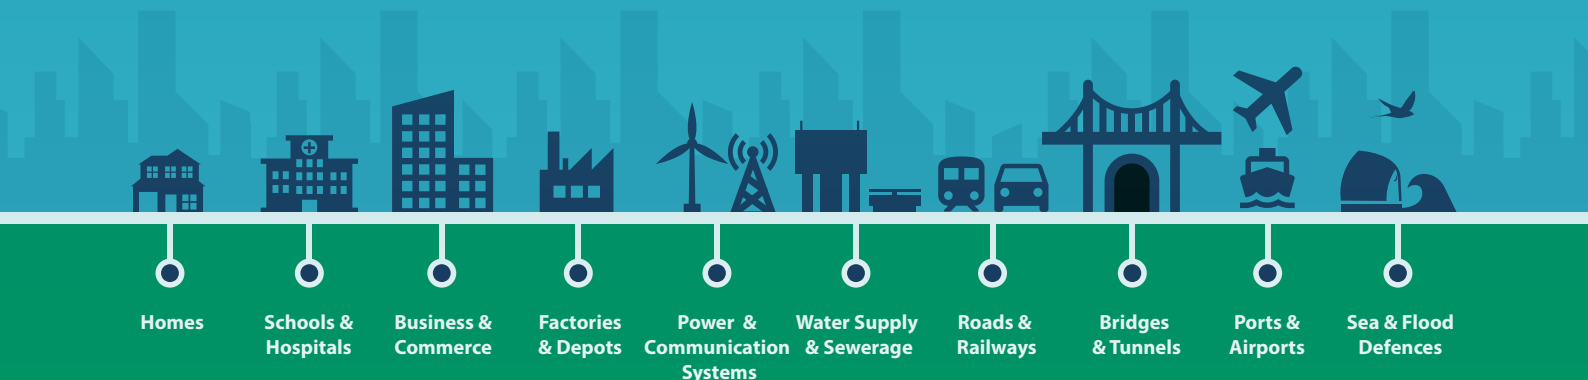 Homes
Schools &
Hospitals
Business &
Commerce
Factories
& Depots
Power &
Communication
Systems
Water Supply
& Sewerage
Roads &
Railways
Bridges
& Tunnels
Ports &
Airports
Sea & Flood
Defences